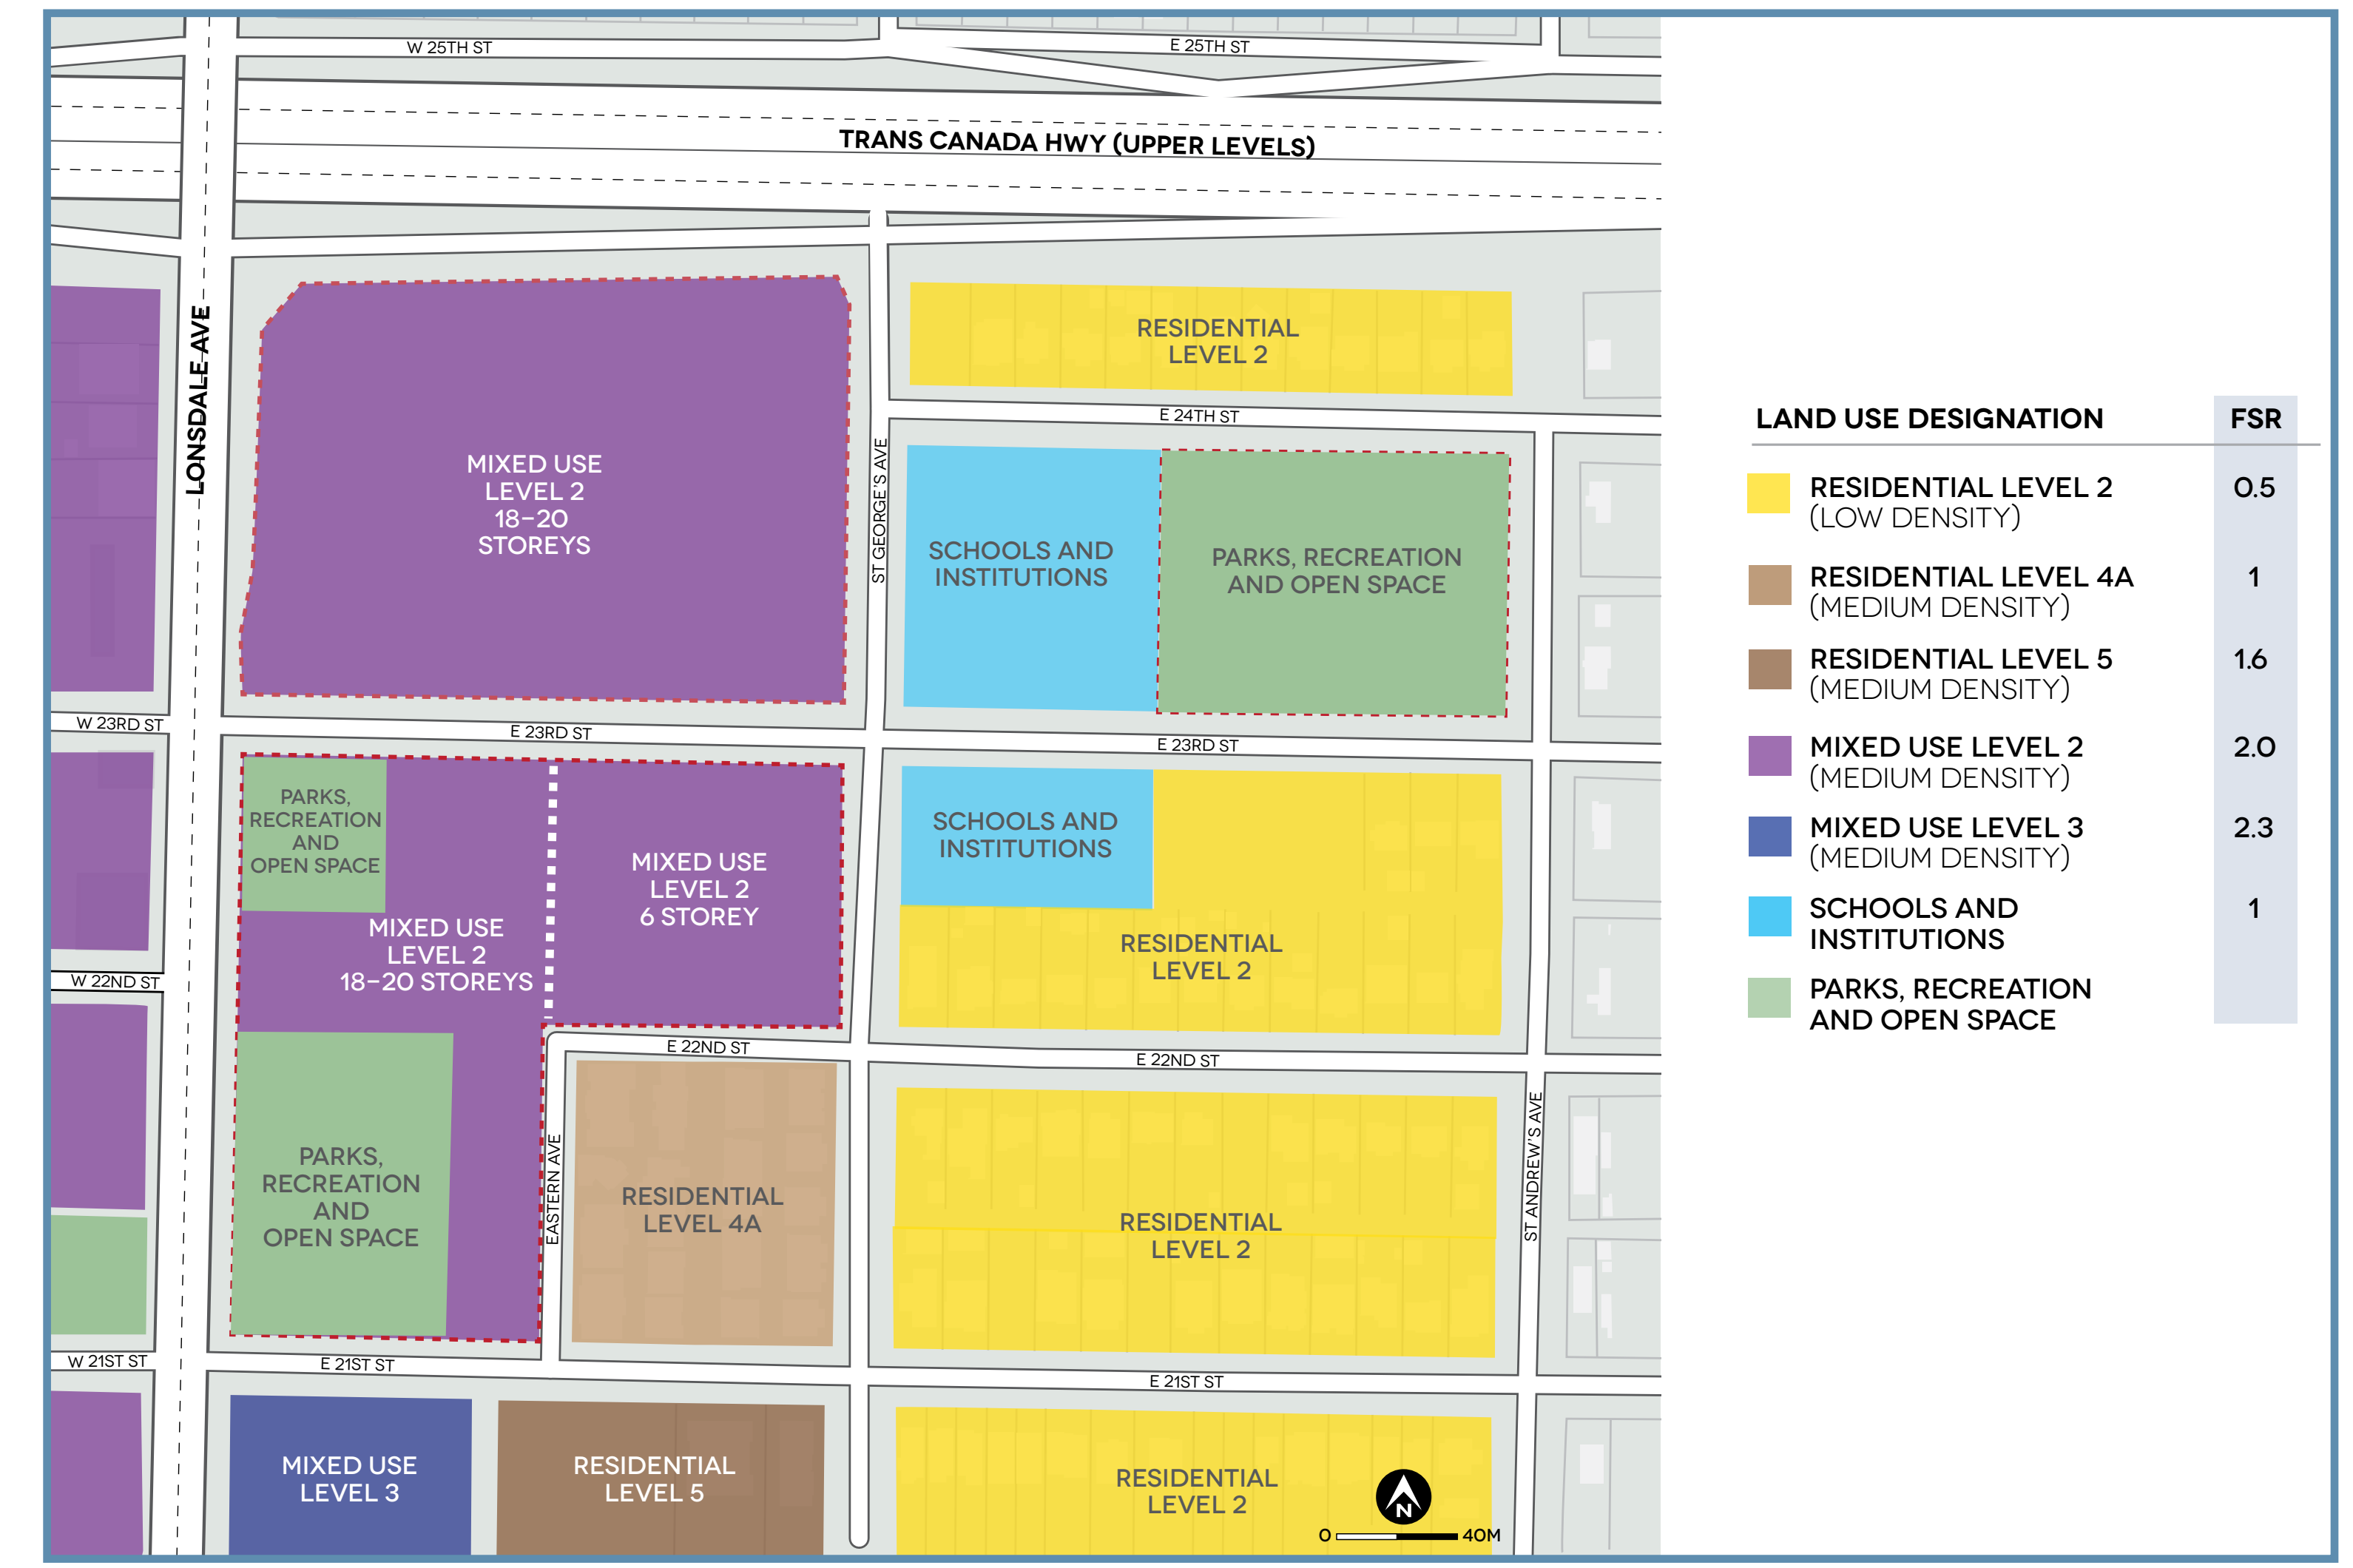 W 25TH ST
E 25TH ST
TRANS CANADA HWY (UPPER LEVELS)
LONSDALE AVE
RESIDENTIAL
LEVEL 2
E 24TH ST
MIXED USE
LEVEL 2
18-20
STOREYS
ST GEORGE'S AVE
SCHOOLS AND
INSTITUTIONS
PARKS, RECREATION
AND OPEN SPACE
W 23RD ST
E 23RD ST
E 23RD ST
PARKS,
RECREATION
AND
OPEN SPACE
MIXED USE
LEVEL 2
18-20 STOREYS
MIXED USE
LEVEL 2
6 STOREY
SCHOOLS AND
INSTITUTIONS
RESIDENTIAL
LEVEL 2
W 22ND ST
E 22ND ST
E 22ND ST
PARKS,
RECREATION
AND
OPEN SPACE
EASTERN AVE
RESIDENTIAL
LEVEL 4A
RESIDENTIAL
LEVEL 2
ST ANDREW'S AVE
W 21ST ST
E 21ST ST
E 21ST ST
MIXED USE
LEVEL 3
RESIDENTIAL
LEVEL 5
RESIDENTIAL
LEVEL 2
N
0 40M
LAND USE DESIGNATION FSR
RESIDENTIAL LEVEL 2 0.5
(LOW DENSITY)
RESIDENTIAL LEVEL 4A 1
(MEDIUM DENSITY)
RESIDENTIAL LEVEL 5 1.6
(MEDIUM DENSITY)
MIXED USE LEVEL 2 2.0
(MEDIUM DENSITY)
MIXED USE LEVEL 3 2.3
(MEDIUM DENSITY)
SCHOOLS AND 1
INSTITUTIONS
PARKS, RECREATION
AND OPEN SPACE